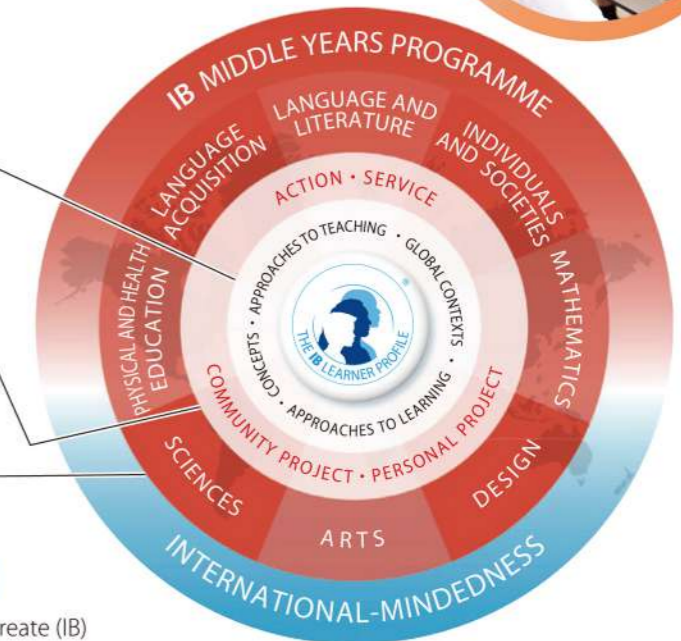 IB MIDDLE YEARS PROGRAMME
LANGUAGE AND
LITERATURE
INDIVIDUALS
AND SOCIETIES
MATHEMATICS
DESIGN
ARTS
SCIENCES
PHYSICAL AND HEALTH
EDUCATION
LANGUAGE
ACQUISITION
ACTION • SERVICE
COMMUNITY PROJECT • PERSONAL PROJECT
APPROACHES TO TEACHING • GLOBAL CONTEXTS •
APPROACHES TO LEARNING • CONCEPTS •
THE IB LEARNER PROFILE
®
INTERNATIONAL-MINDEDNESS
reate (IB)